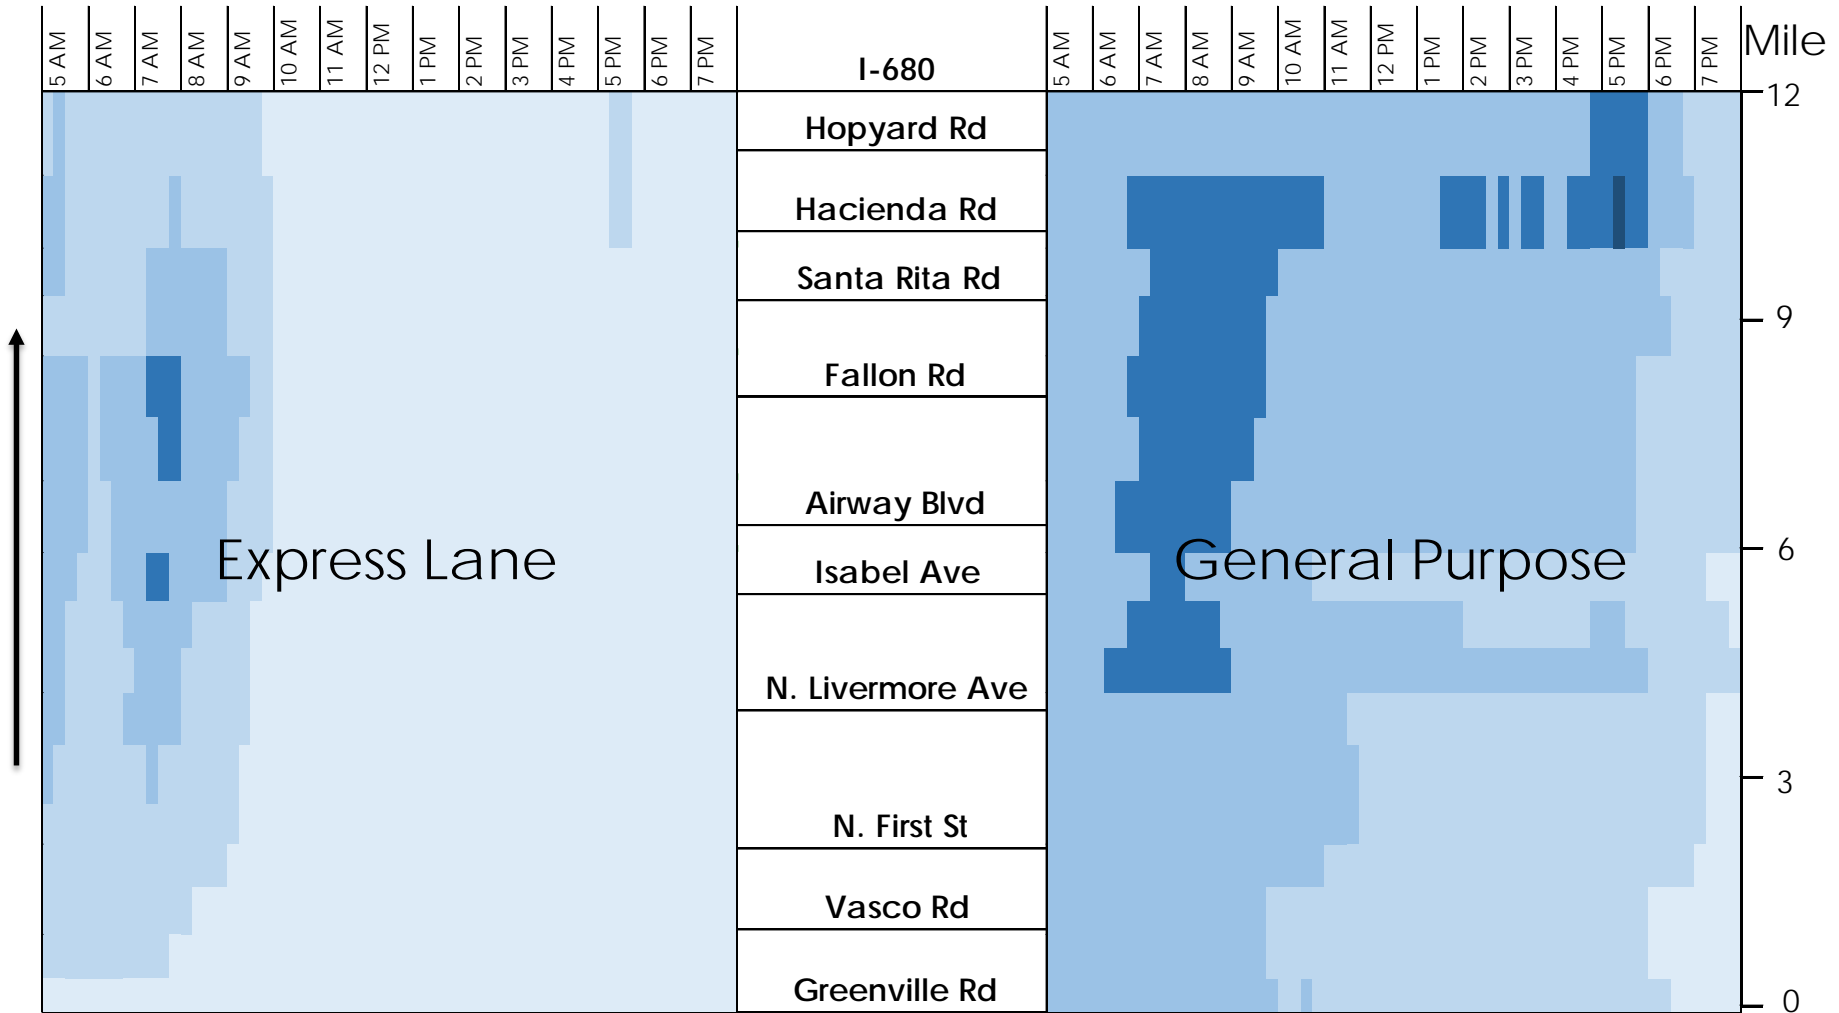 5 AM
6 AM
7 AM
8 AM
9 AM
10 AM
11 AM
12 PM
1 PM
2 PM
3 PM
4 PM
5 PM
6 PM
7 PM
I-680
5 AM
6 AM
7 AM
8 AM
9 AM
10 AM
11 AM
12 PM
1 PM
2 PM
3 PM
4 PM
5 PM
6 PM
7 PM
Mile
12
Hopyard Rd
Hacienda Rd
Santa Rita Rd
9
Fallon Rd
Airway Blvd
Express Lane
General Purpose
6
Isabel Ave
N. Livermore Ave
3
N. First St
Vasco Rd
Greenville Rd
0